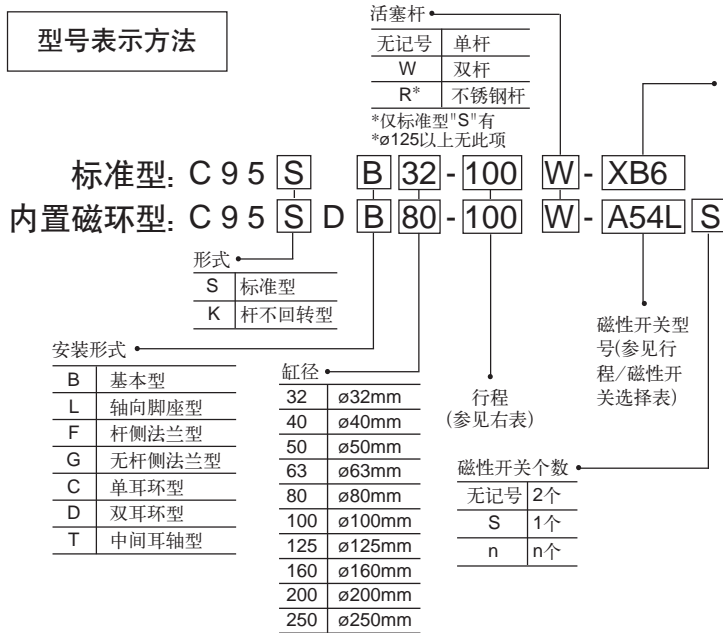 型号表示方法
活塞杆
无记号 单杆
W 双杆
R* 不锈钢杆
*仅标准型"S"有
*ø125以上无此项
标准型: C 9 5 S B 32 - 100 W - XB6
内置磁环型: C 9 5 S D B 80 - 100 W - A54L S
形式
S 标准型
K 杆不回转型
安装形式
B 基本型
L 轴向脚座型
F 杆侧法兰型
G 无杆侧法兰型
C 单耳环型
D 双耳环型
T 中间耳轴型
缸径
32 ø32mm
40 ø40mm
50 ø50mm
63 ø63mm
80 ø80mm
100 ø100mm
125 ø125mm
160 ø160mm
200 ø200mm
250 ø250mm
行程
(参见右表)
磁性开关型
号(参见行
程/磁性开
关选择表)
磁性开关个数
无记号 2个
S 1个
n n个